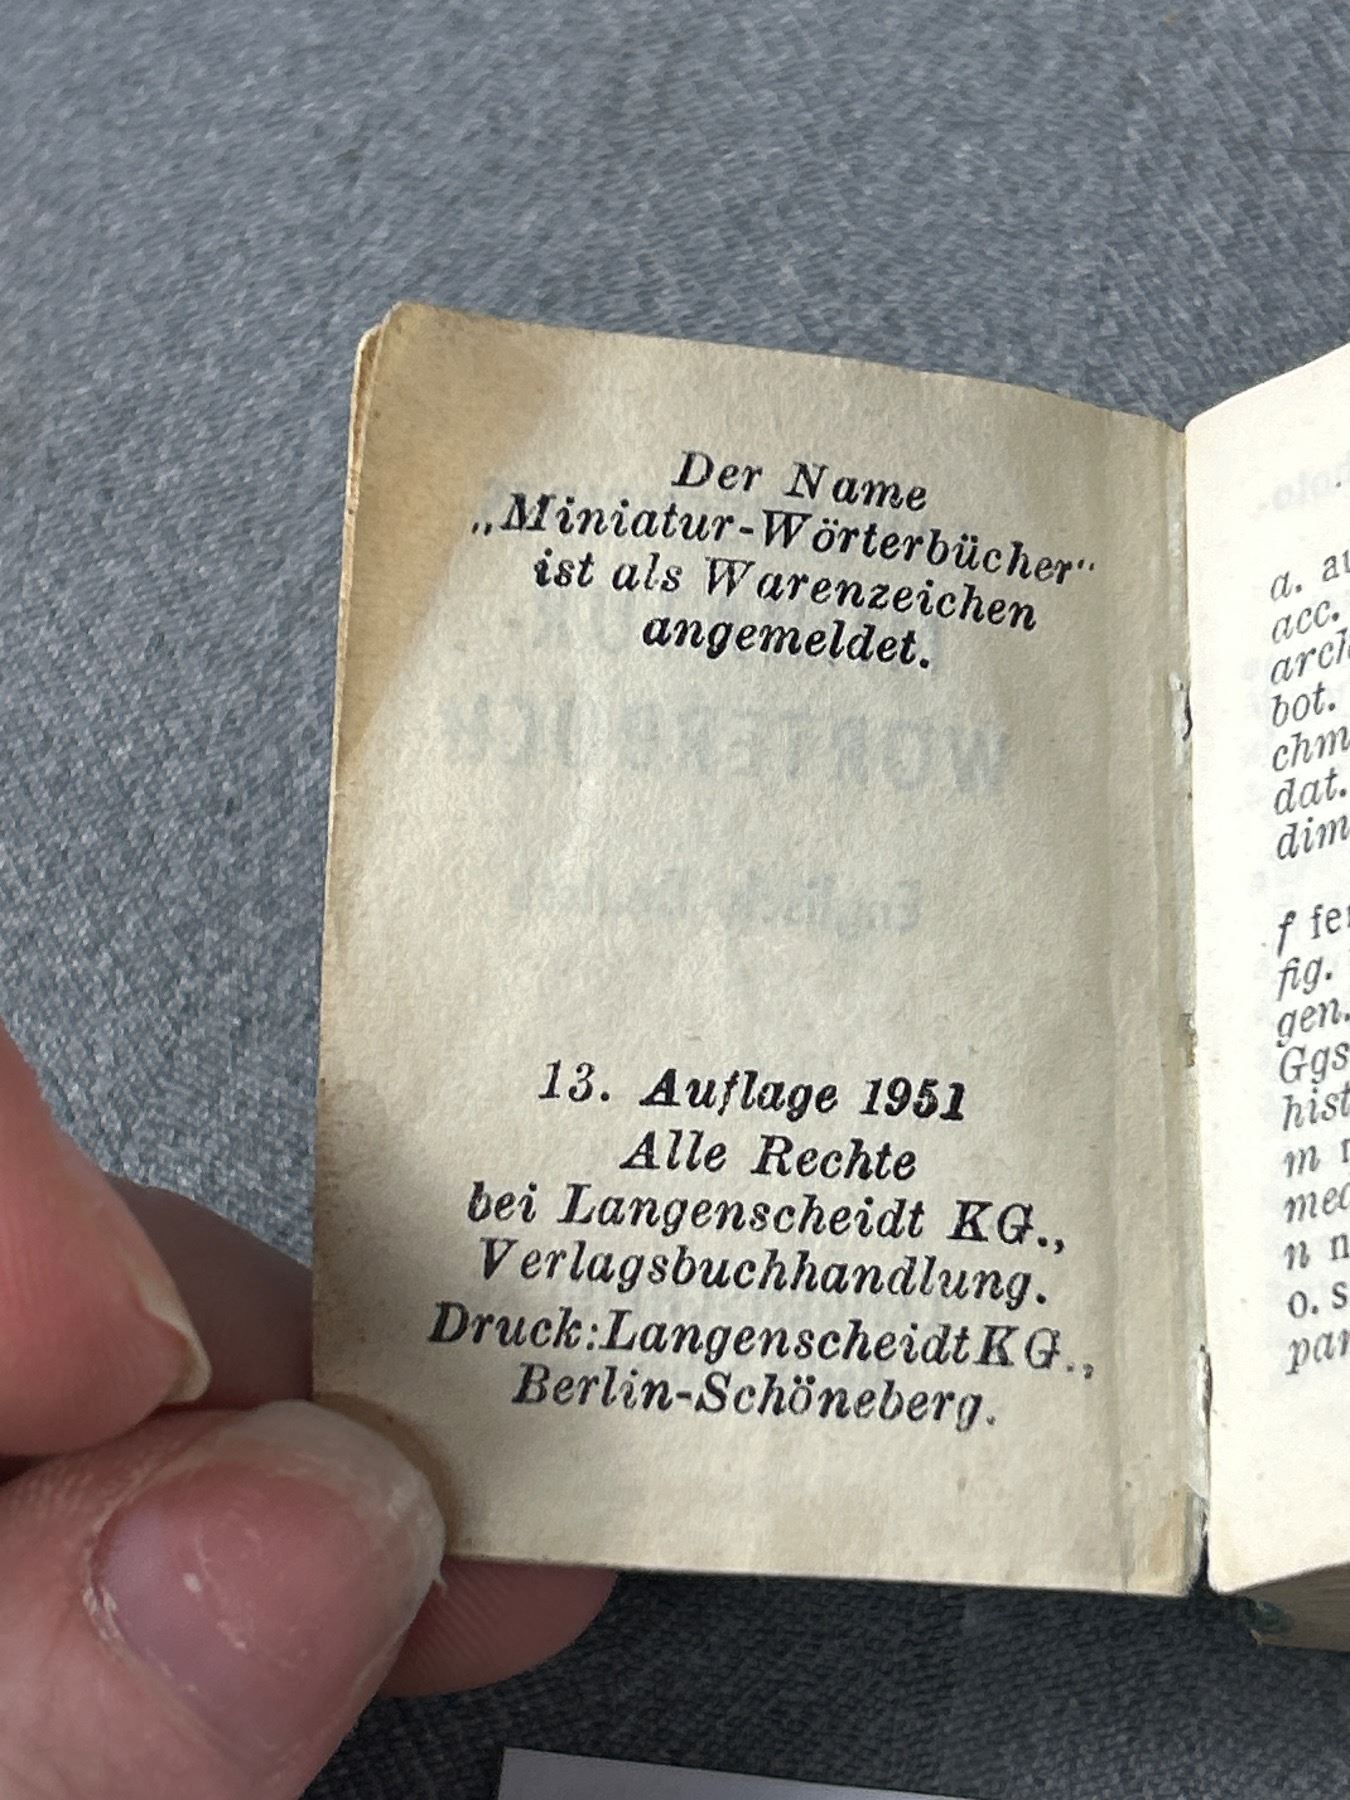 Der Name
„Miniatur-Wörterbücher“
ist als Warenzeichen
angemeldet.
13. Auflage 1951
Alle Rechte
bei Langenscheidt KG.,
Verlagsbuchhandlung.
Druck: Langenscheidt KG.,
Berlin-Schöneberg.
a.
acc.
bot.
dat.
f
fig.
gen.
m
n
o.